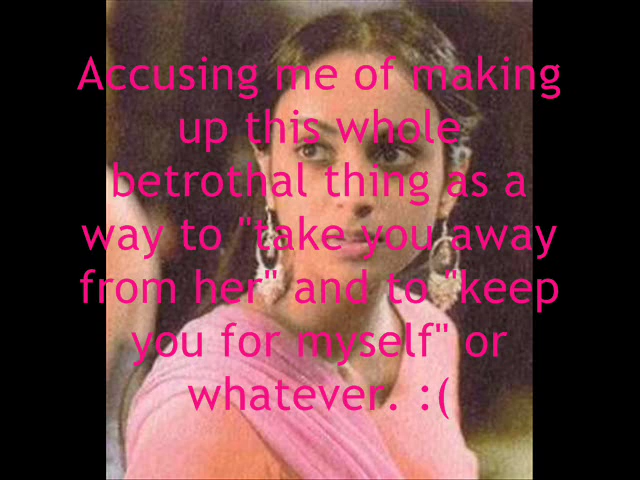 Accusing me of making
up this whole
betrothal thing as a
way to "take you away
from her" and to "keep
you for myself" or
whatever. :(